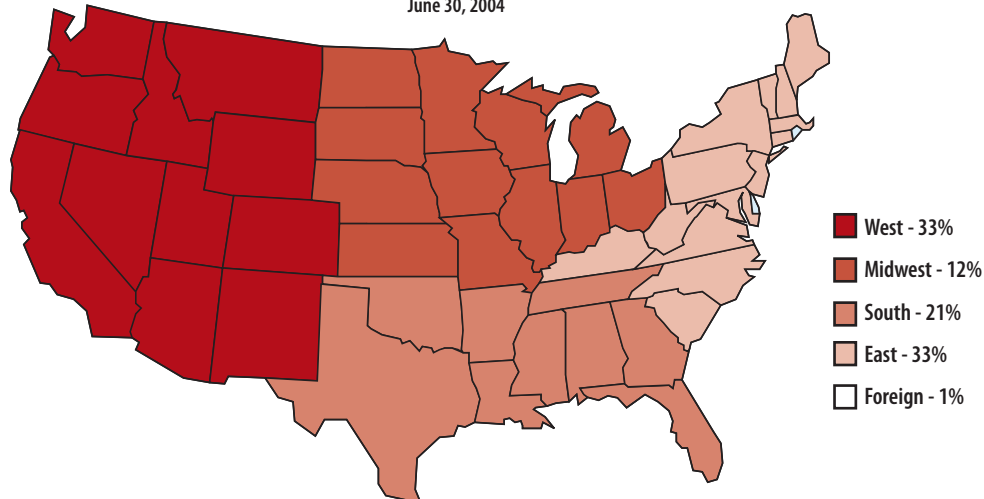 June 30, 2004
West - 33%
Midwest - 12%
South - 21%
East - 33%
Foreign - 1%